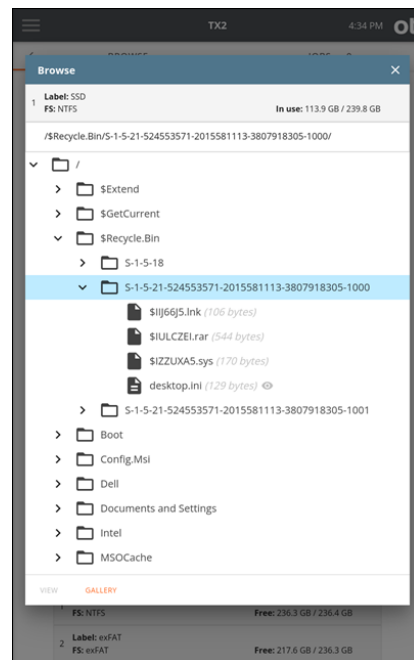 TX2 4:34 PM
Browse
1 Label: SSD
FS: NTFS In use: 113.9 GB / 239.8 GB
/$Recycle.Bin/S-1-5-21-524553571-2015581113-3807918305-1000/
/
$Extend
$GetCurrent
$Recycle.Bin
S-1-5-18
S-1-5-21-524553571-2015581113-3807918305-1000
$IIJ66J5.lnk (106 bytes)
$IULCZEI.rar (544 bytes)
$IZZUXA5.sys (170 bytes)
desktop.ini (129 bytes)
S-1-5-21-524553571-2015581113-3807918305-1001
Boot
Config.Msi
Dell
Documents and Settings
Intel
MSOCache
VIEW GALLERY
FS: NTFS Free: 236.3 GB / 236.4 GB
2 Label: exFAT
FS: exFAT Free: 217.6 GB / 236.3 GB